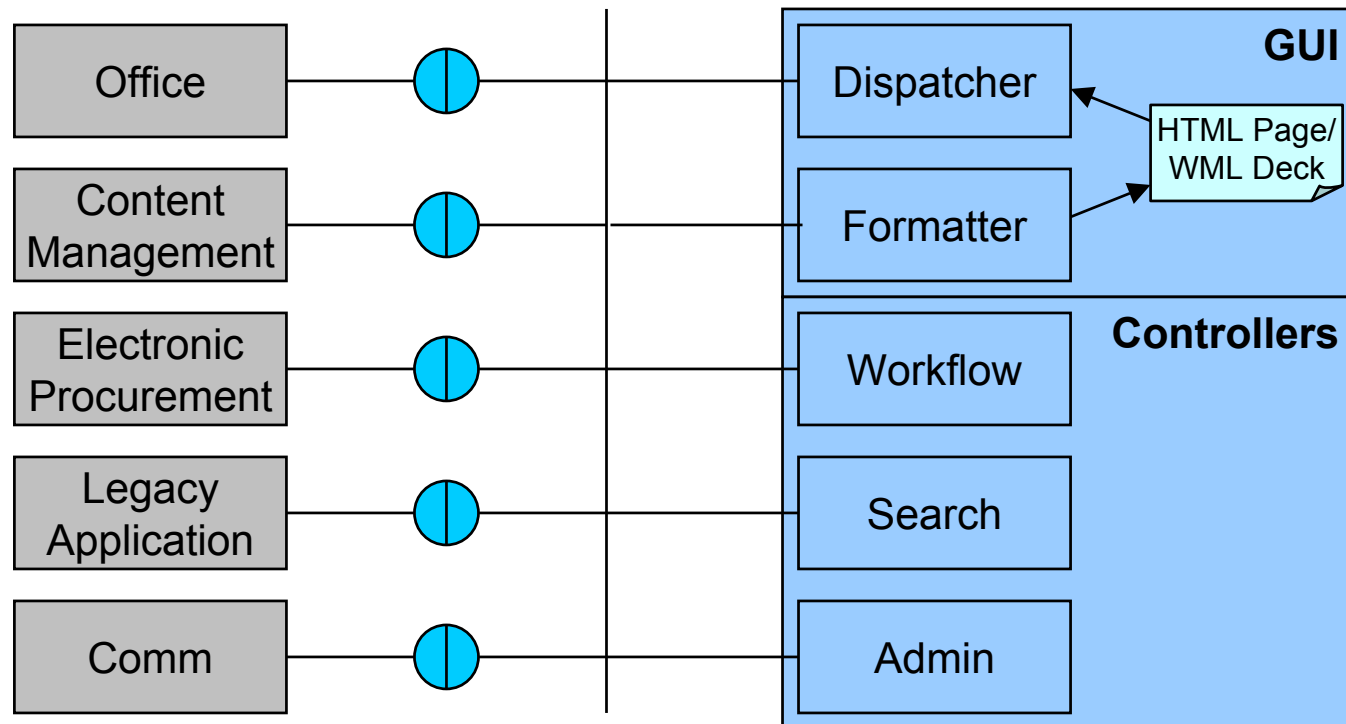 Office
Content
Management
Electronic
Procurement
Legacy
Application
Comm
GUI
Dispatcher
HTML Page/
WML Deck
Formatter
Controllers
Workflow
Search
Admin